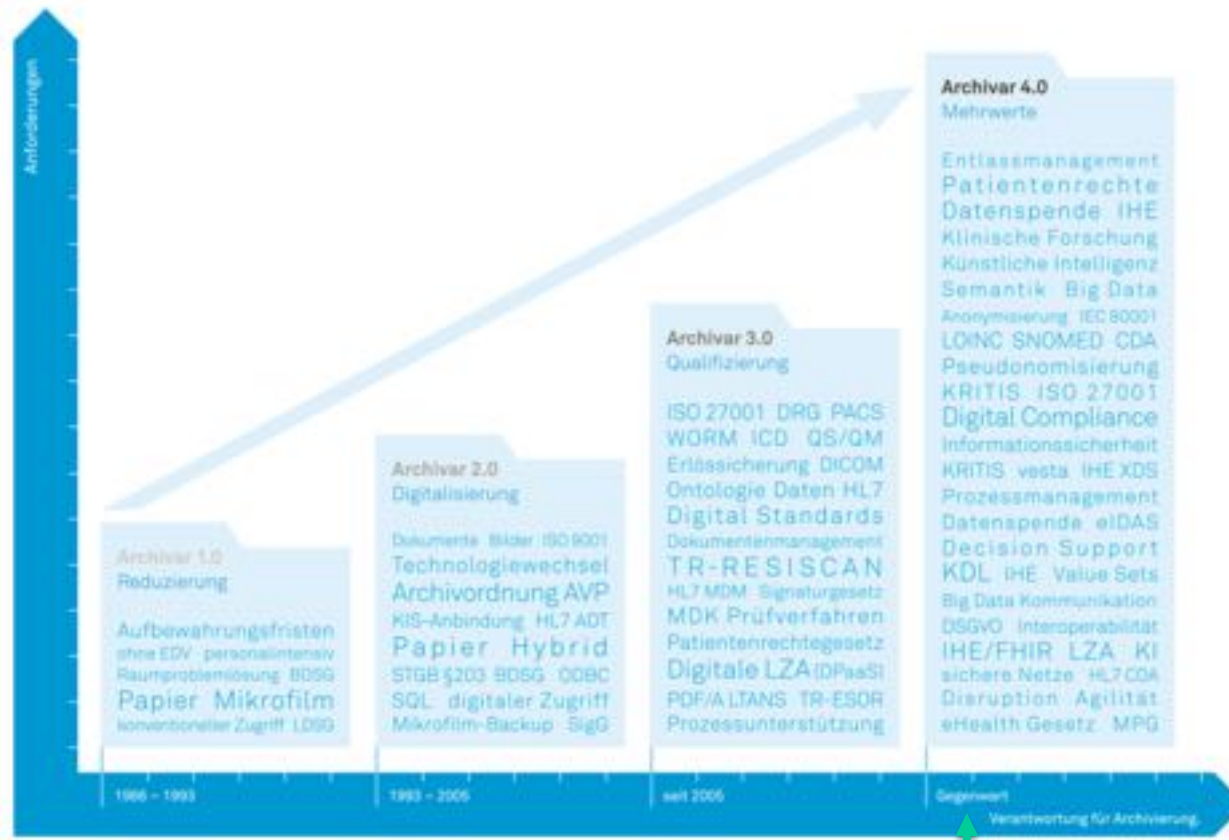 Anforderungen
Archivar 1.0
Reduzierung
Aufbewahrungsfristen
ohne EDV personalintensiv
Raumproblemlösung BDSG
Papier Mikrofilm
konventioneller Zugriff LDSG
Archivar 2.0
Digitalisierung
Dokumente Bilder ISO 9001
Technologiewechsel
Archivordnung AVP
KIS-Anbindung HL7 ADT
Papier Hybrid
STGB §203 BDSG ODBC
SQL digitaler Zugriff
Mikrofilm-Backup SigG
Archivar 3.0
Qualifizierung
ISO 27001 DRG PACS
WORM ICD QS/QM
Erlössicherung DICOM
Ontologie Daten HL7
Digital Standards
Dokumentenmanagement
TR-RESISCAN
HL7 MDM Signaturgesetz
MDK Prüfverfahren
Patientenrechtegesetz
Digitale LZA (DPaaS)
PDF/A LTANS TR-ESOR
Prozessunterstützung
Archivar 4.0
Mehrwerte
Entlassmanagement
Patientenrechte
Datenspende IHE
Klinische Forschung
Künstliche Intelligenz
Semantik Big Data
Anonymisierung IEC 80001
LOINC SNOMED CDA
Pseudonomisierung
KRITIS ISO 27001
Digital Compliance
Informationssicherheit
KRITIS vesta IHE XDS
Prozessmanagement
Datenspende eIDAS
Decision Support
KDL IHE Value Sets
Big Data Kommunikation
DSGVO Interoperabilität
IHE/FHIR LZA KI
sichere Netze HL7 CDA
Disruption Agilität
eHealth Gesetz MPG
1993 – 2005
seit 2005
Gegenwart
Verantwortung für Archivierung.